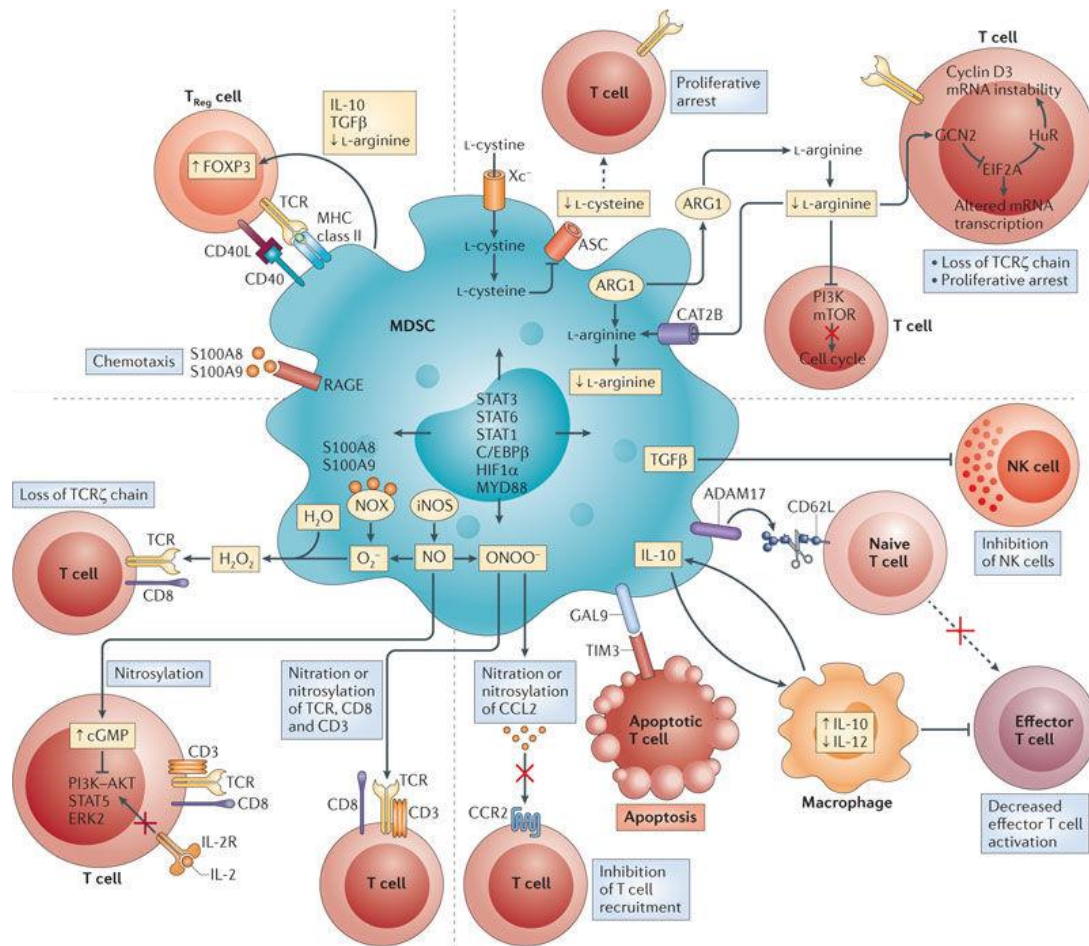 T cell
Proliferative
arrest
T cell
Cyclin D3
mRNA instability
GCN2
HuR
EIF2A
Altered mRNA
transcription
• Loss of TCRζ chain
• Proliferative arrest
TReg cell
IL-10
TGFβ
↓ L-arginine
↑ FOXP3
TCR
MHC
class II
CD40L
CD40
L-cystine
Xc⁻
L-cystine
L-cysteine
↓ L-cysteine
ASC
ARG1
L-arginine
↓ L-arginine
ARG1
L-arginine
↓ L-arginine
CAT2B
PI3K
mTOR
Cell cycle
T cell
MDSC
Chemotaxis
S100A8
S100A9
RAGE
STAT3
STAT6
STAT1
C/EBPβ
HIF1α
MYD88
S100A8
S100A9
NOX
iNOS
H₂O
O₂⁻
NO
ONOO⁻
H₂O₂
Loss of TCRζ chain
TCR
T cell
CD8
TGFβ
NK cell
Inhibition
of NK cells
ADAM17
CD62L
Naive
T cell
IL-10
GAL9
TIM3
Apoptotic
T cell
Apoptosis
↑ IL-10
↓ IL-12
Macrophage
Effector
T cell
Decreased
effector T cell
activation
Nitrosylation
↑ cGMP
PI3K–AKT
STAT5
ERK2
CD3
TCR
CD8
IL-2R
IL-2
T cell
Nitration or
nitrosylation
of TCR, CD8
and CD3
CD8
TCR
CD3
T cell
Nitration or
nitrosylation
of CCL2
CCR2
T cell
Inhibition
of T cell
recruitment